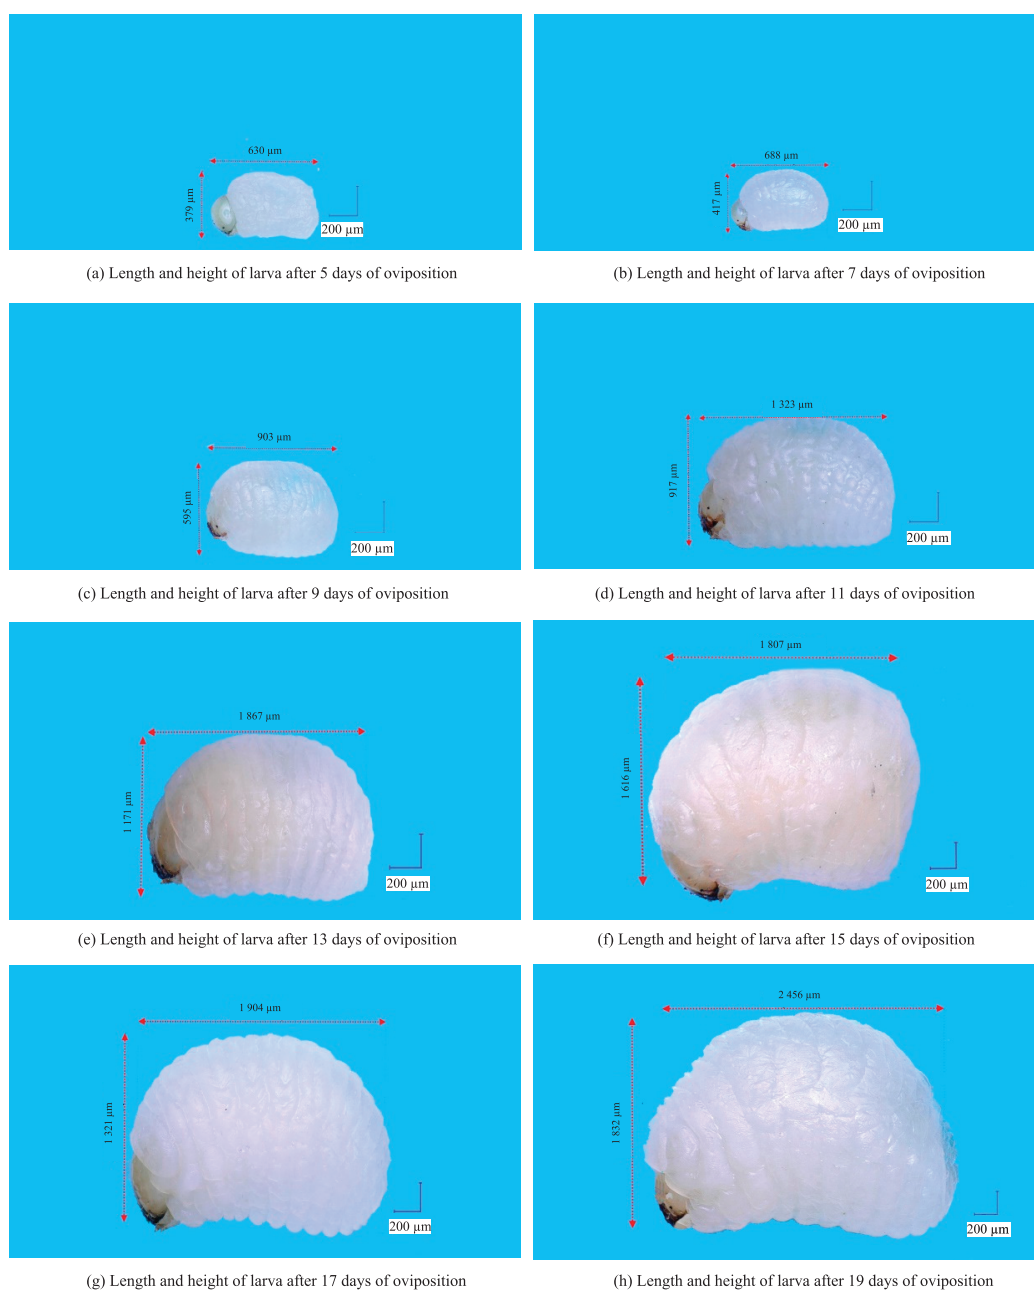 630 µm
379 µm
200 µm
(a) Length and height of larva after 5 days of oviposition
688 µm
417 µm
200 µm
(b) Length and height of larva after 7 days of oviposition
903 µm
595 µm
200 µm
(c) Length and height of larva after 9 days of oviposition
1 323 µm
917 µm
200 µm
(d) Length and height of larva after 11 days of oviposition
1 867 µm
1 171 µm
200 µm
(e) Length and height of larva after 13 days of oviposition
1 807 µm
1 616 µm
200 µm
(f) Length and height of larva after 15 days of oviposition
1 904 µm
1 321 µm
200 µm
(g) Length and height of larva after 17 days of oviposition
2 456 µm
1 832 µm
200 µm
(h) Length and height of larva after 19 days of oviposition